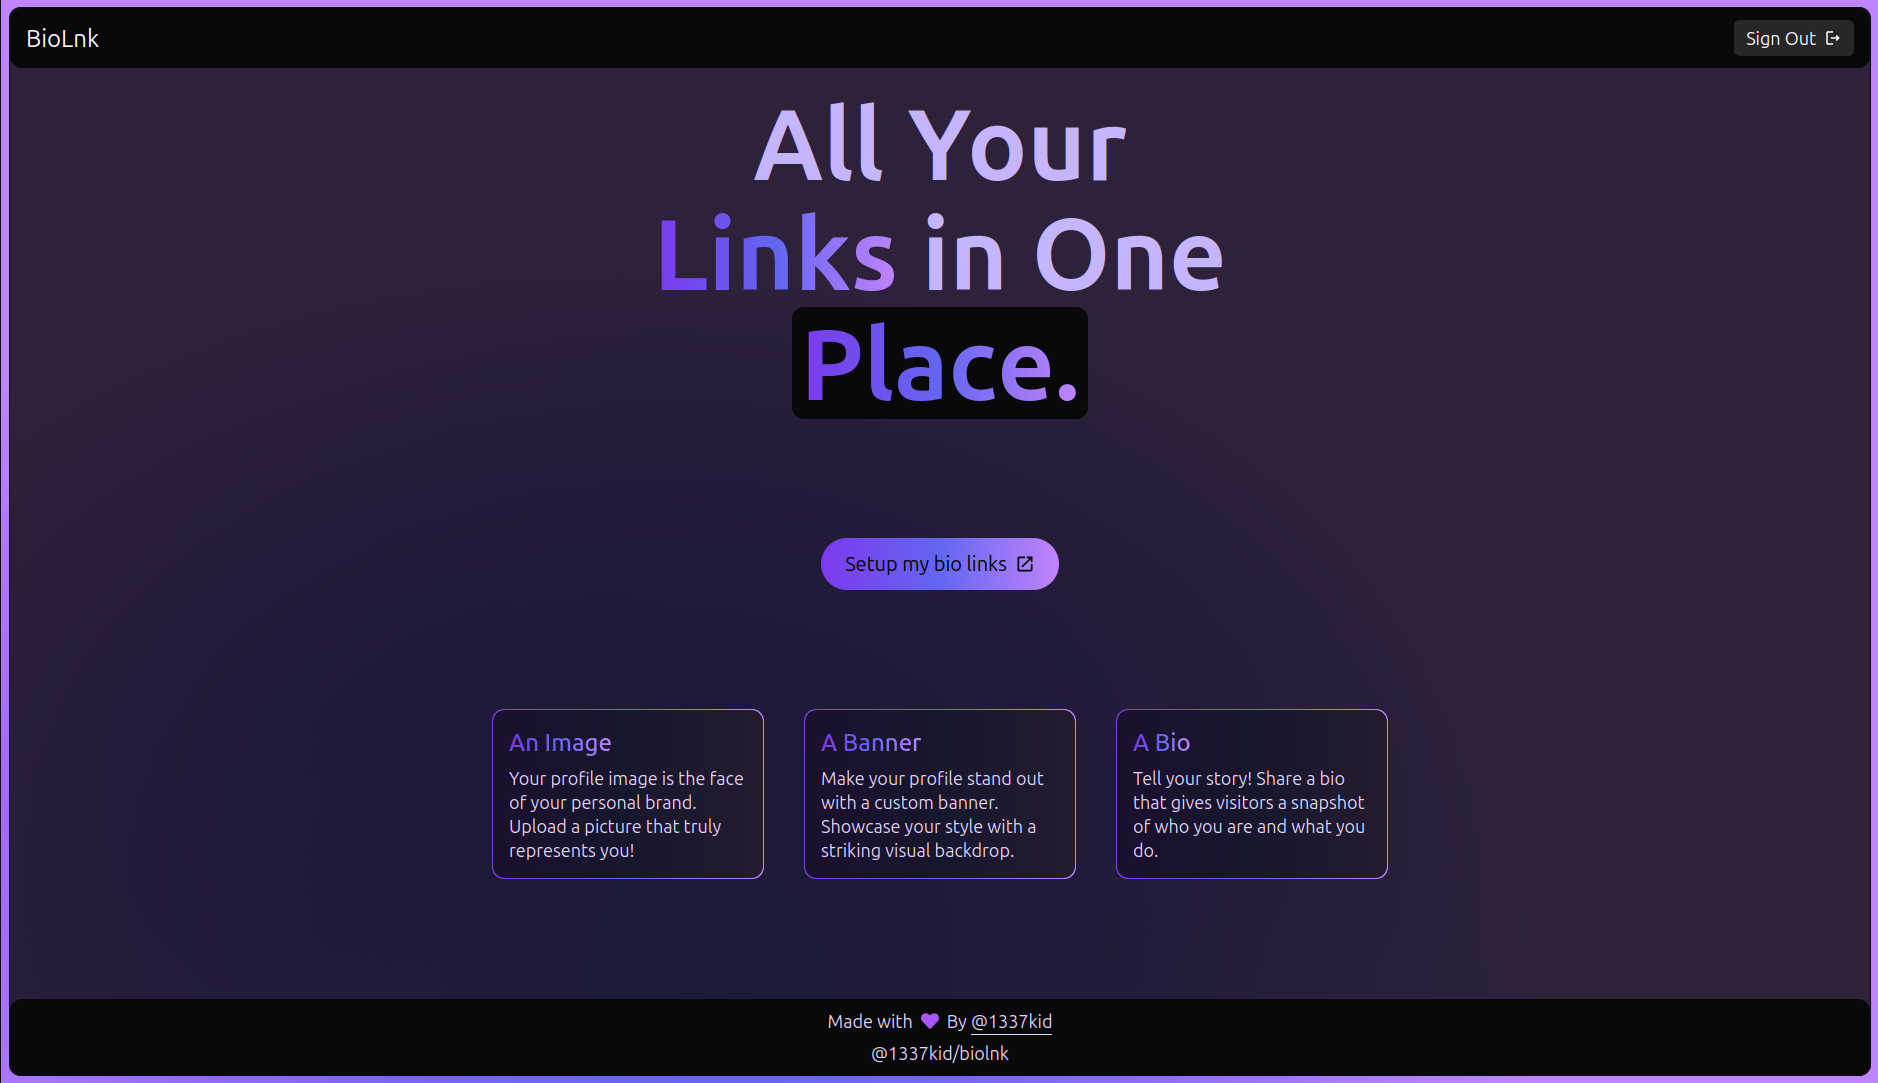 BioLnk
Sign Out
All Your
Links in One
Place.
Setup my bio links
An Image
Your profile image is the face
of your personal brand.
Upload a picture that truly
represents you!
A Banner
Make your profile stand out
with a custom banner.
Showcase your style with a
striking visual backdrop.
A Bio
Tell your story! Share a bio
that gives visitors a snapshot
of who you are and what you
do.
Made with By @1337kid
@1337kid/biolnk